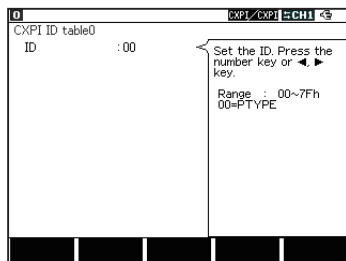 0 CXPI/CXPI ⇆CH1
CXPI ID table0
ID :00
Set the ID. Press the
number key or ◀, ▶
key.
Range : 00~7Fh
00=PTYPE